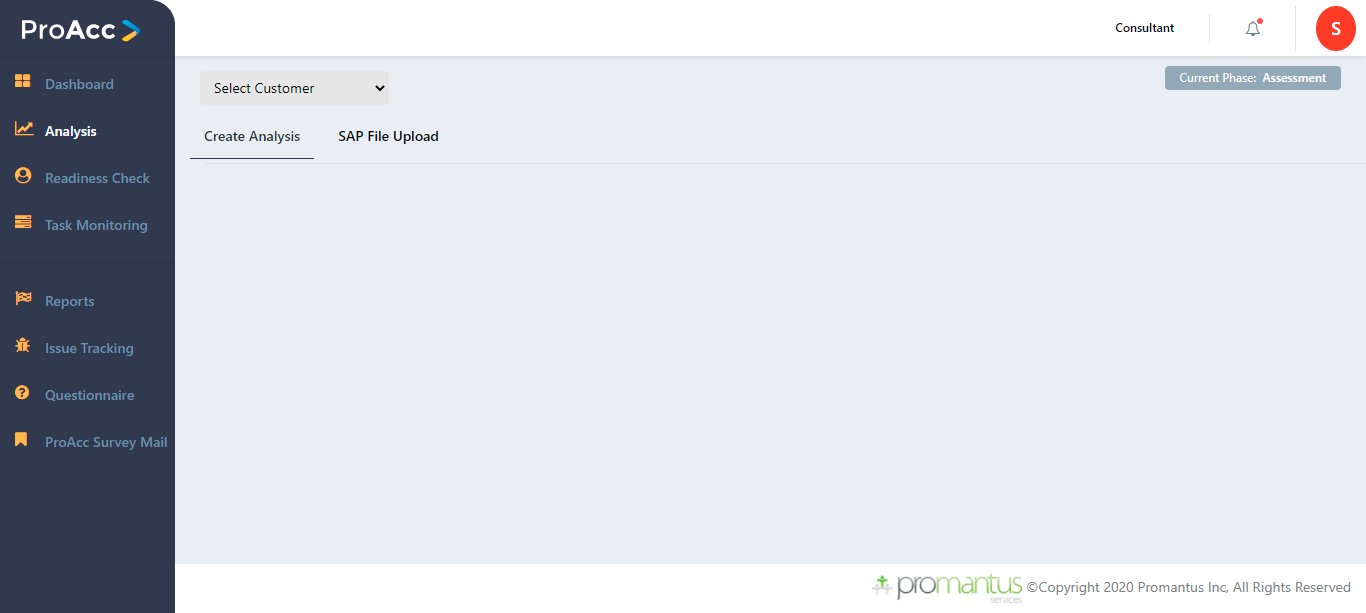 ProAcc
Consultant
S
Dashboard
Analysis
Readiness Check
Task Monitoring
Reports
Issue Tracking
Questionnaire
ProAcc Survey Mail
Select Customer
Current Phase: Assessment
Create Analysis
SAP File Upload
promantus
services
©Copyright 2020 Promantus Inc, All Rights Reserved